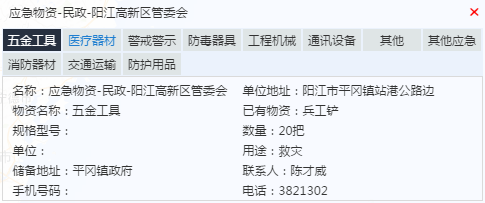 应急物资-民政-阳江高新区管委会
五金工具 医疗器材 警戒警示 防毒器具 工程机械 通讯设备 其他 其他应急
消防器材 交通运输 防护用品
名称：应急物资-民政-阳江高新区管委会 单位地址：阳江市平冈镇站港公路边
物资名称：五金工具 已有物资：兵工铲
规格型号： 数量：20把
单位： 用途：救灾
储备地址：平冈镇政府 联系人：陈才威
手机号码： 电话：3821302